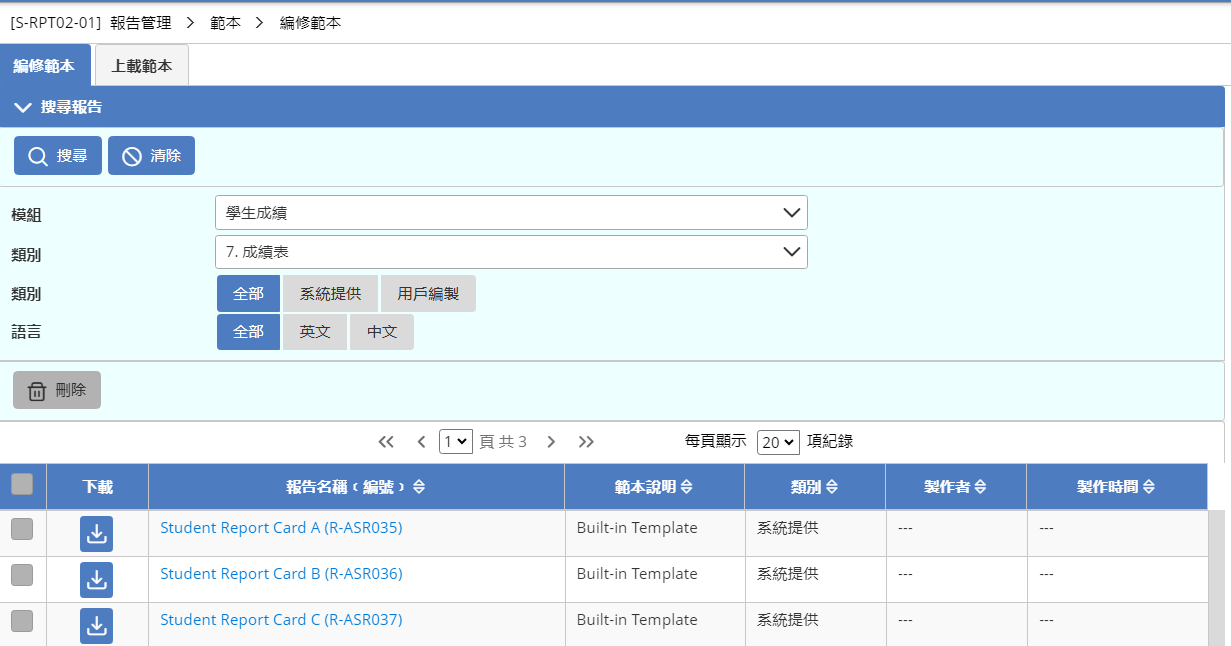 [S-RPT02-01] 報告管理 > 範本 > 編修範本
編修範本 上載範本
搜尋報告
搜尋 清除
模組 學生成績
類別 7. 成績表
類別 全部 系統提供 用戶編製
語言 全部 英文 中文
刪除
1 頁 共 3 每頁顯示 20 項紀錄
下載 報告名稱﹙編號﹚ 範本說明 類別 製作者 製作時間
Student Report Card A (R-ASR035) Built-in Template 系統提供 --- ---
Student Report Card B (R-ASR036) Built-in Template 系統提供 --- ---
Student Report Card C (R-ASR037) Built-in Template 系統提供 --- ---